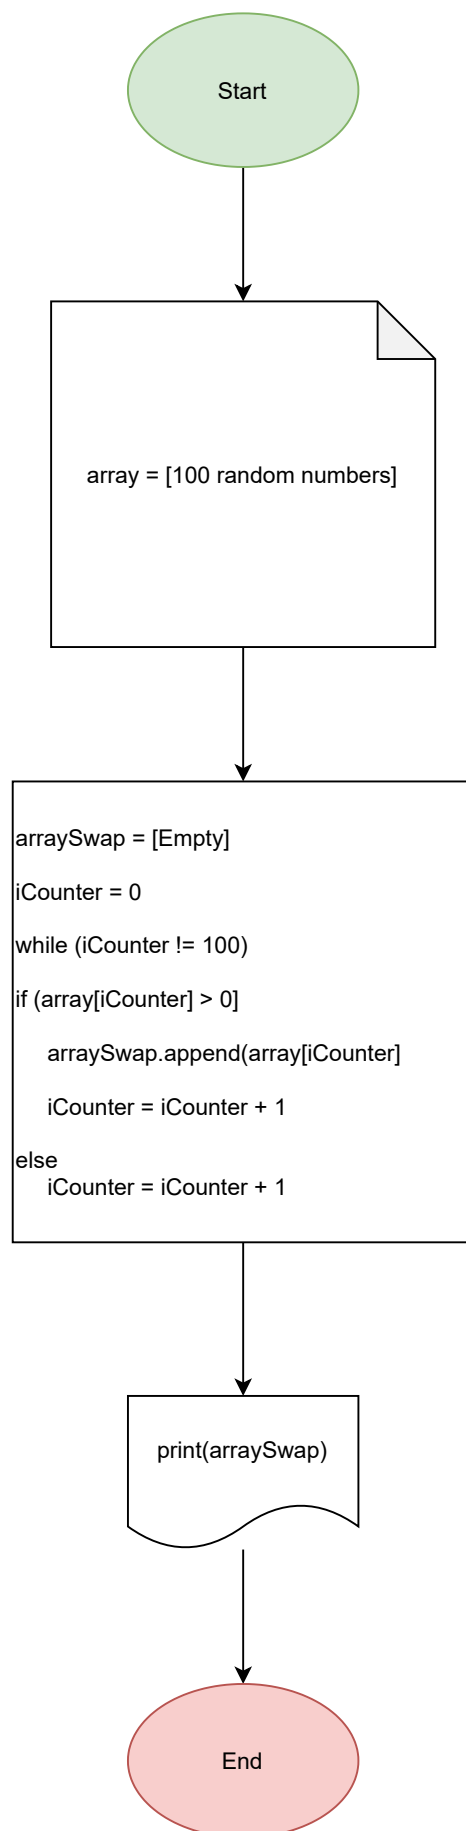 Start
array = [100 random numbers]
arraySwap = [Empty]
iCounter = 0
while (iCounter != 100)
if (array[iCounter] > 0]
arraySwap.append(array[iCounter]
iCounter = iCounter + 1
else
iCounter = iCounter + 1
print(arraySwap)
End